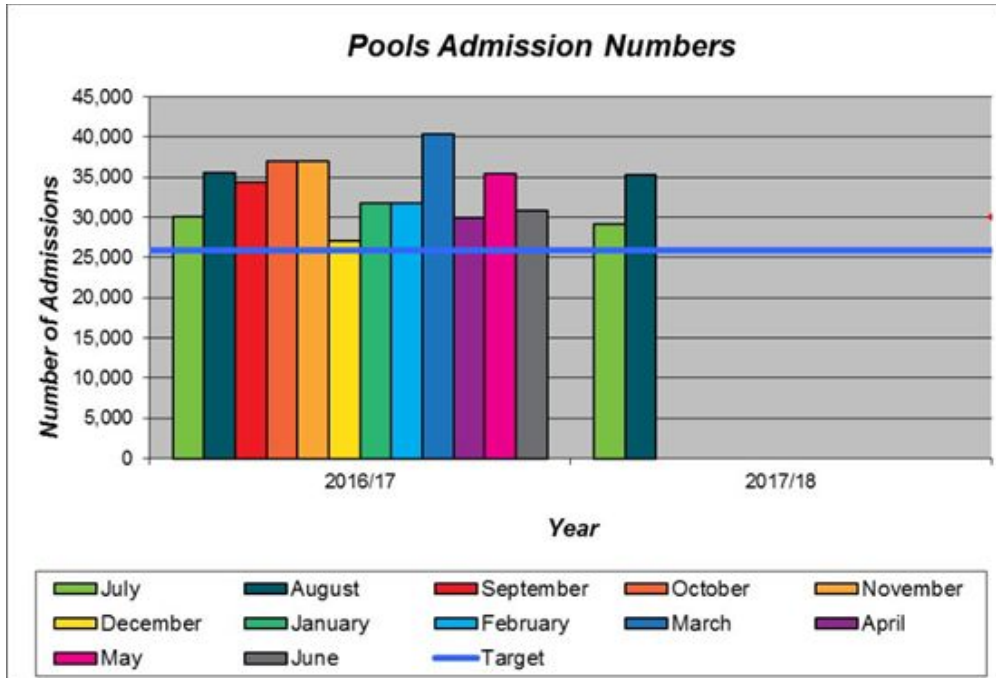 Pools Admission Numbers
Number of Admissions
45,000
40,000
35,000
30,000
25,000
20,000
15,000
10,000
5,000
0
2016/17 2017/18
Year
July August September October November
December January February March April
May June Target